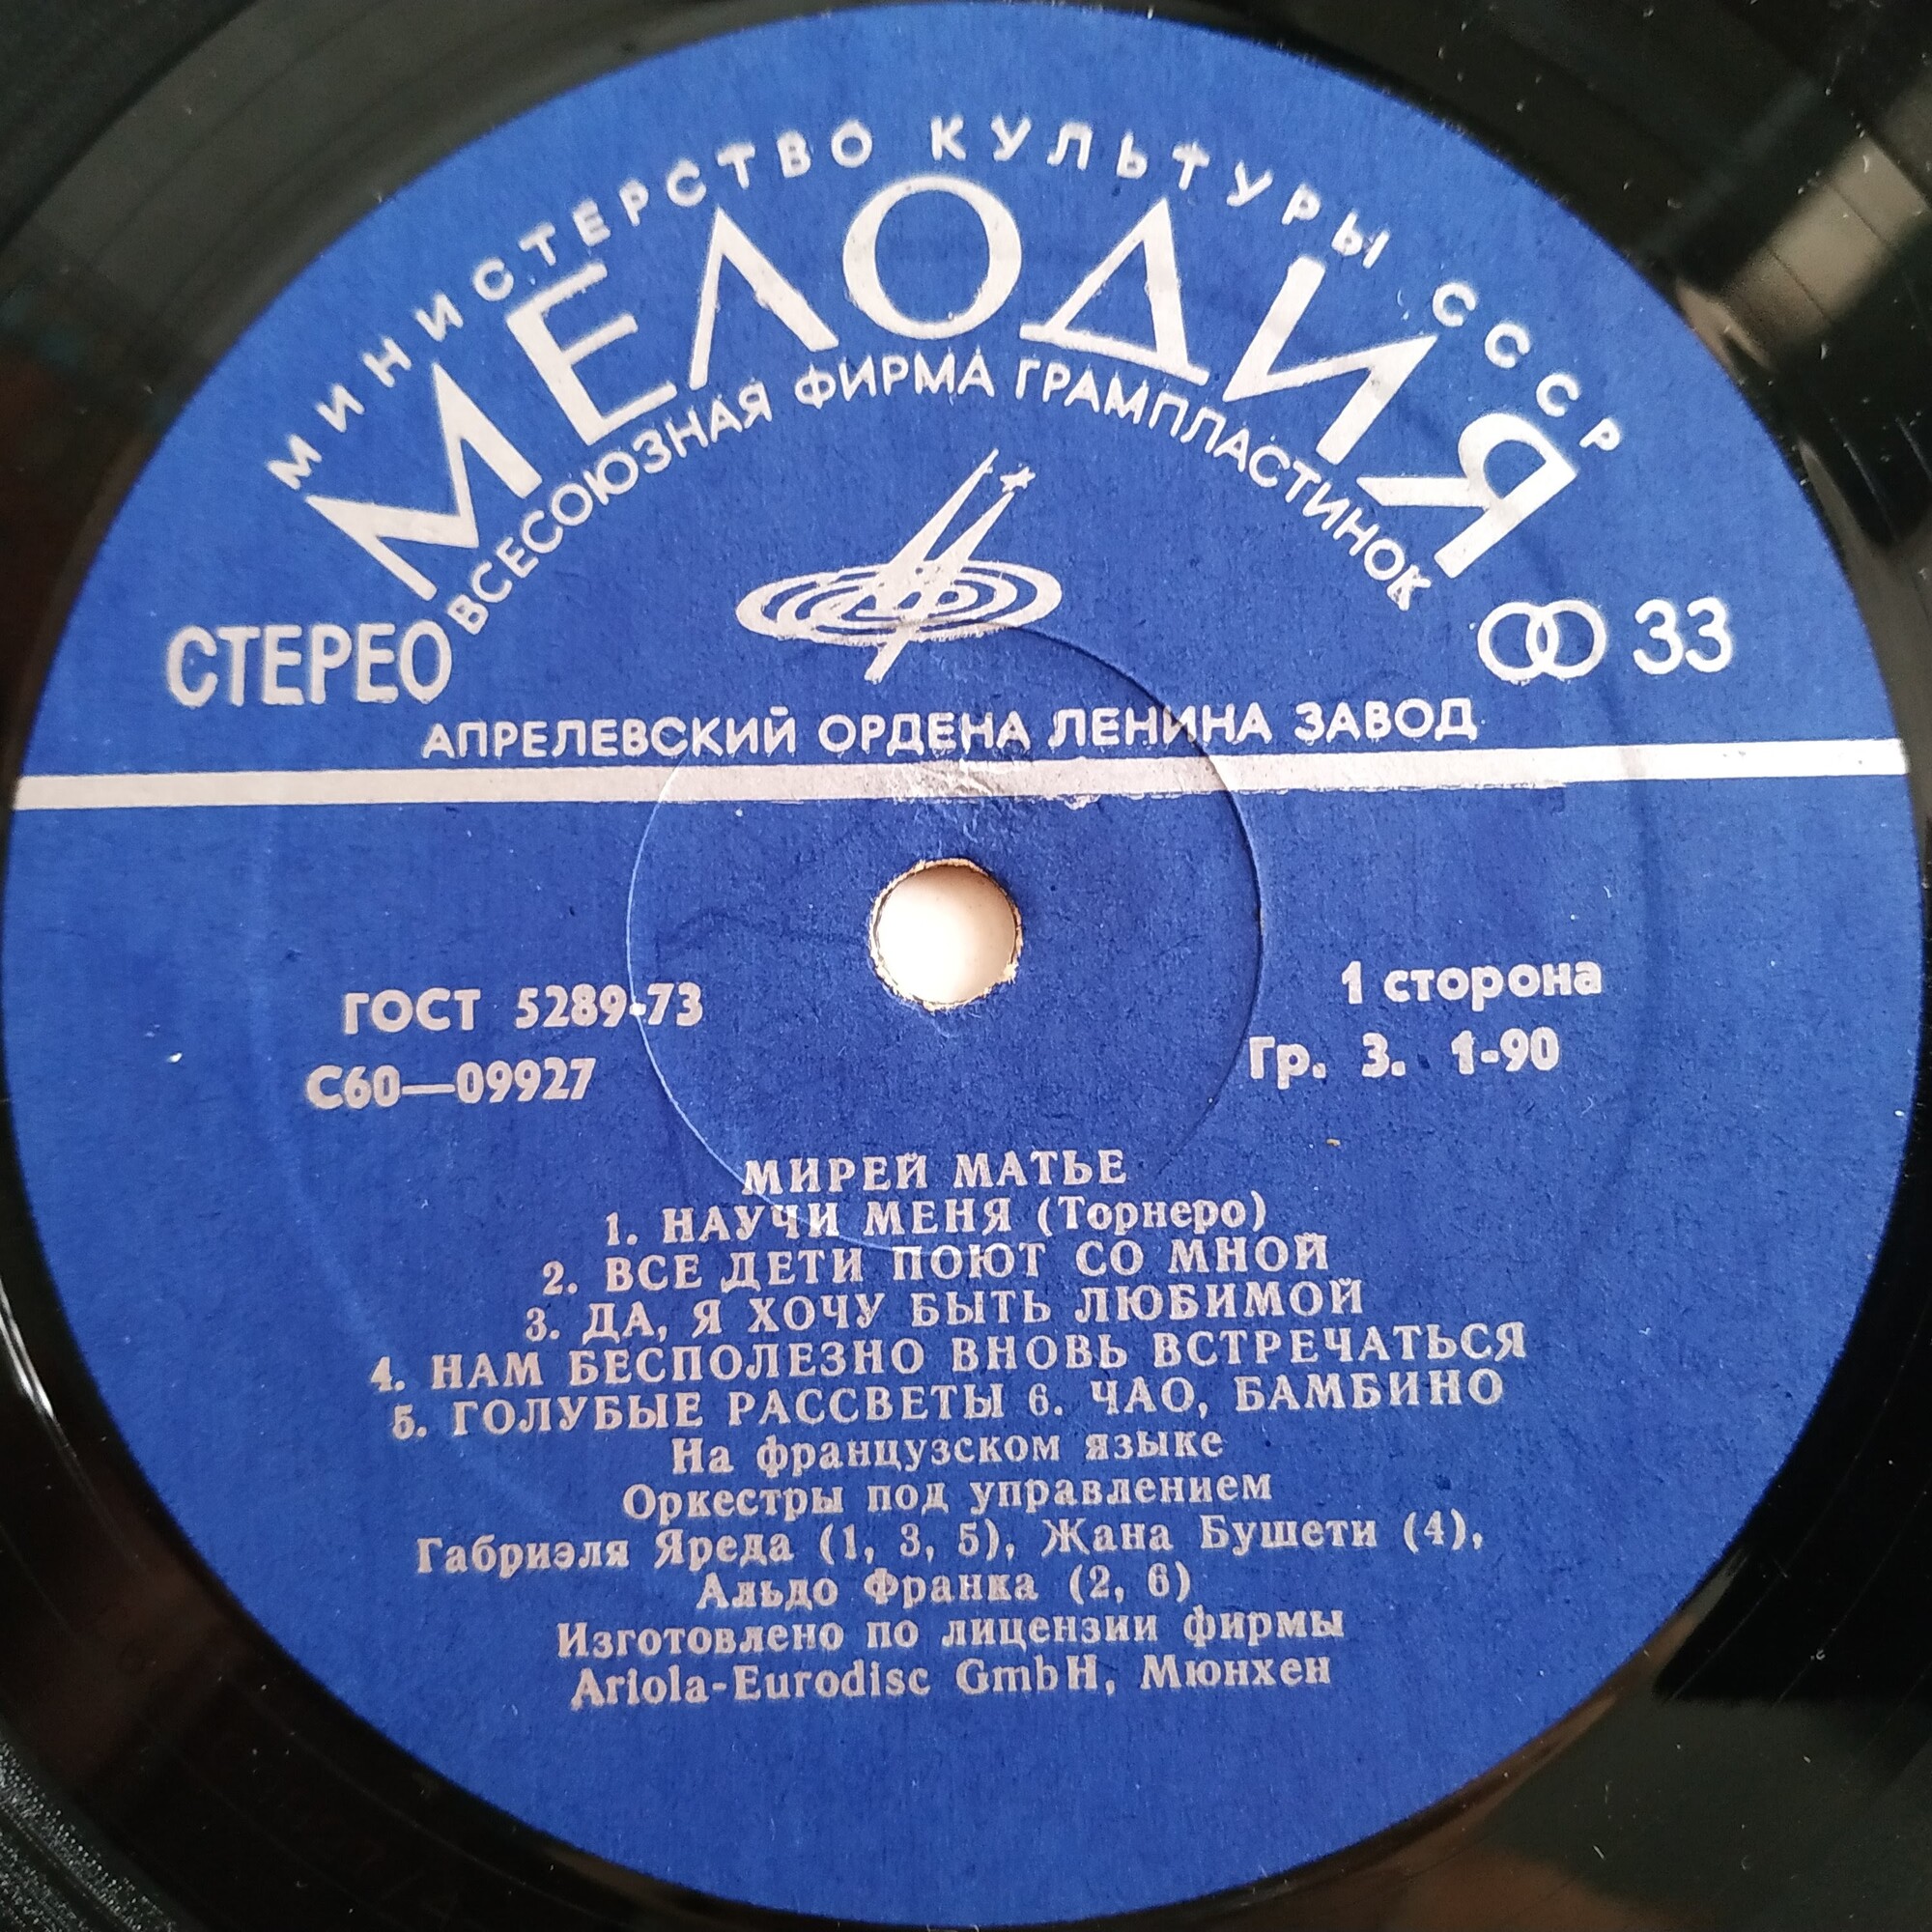 МИНИСТЕРСТВО КУЛЬТУРЫ СССР
МЕЛОДИЯ
ВСЕСОЮЗНАЯ ФИРМА ГРАМПЛАСТИНОК
СТЕРЕО
33
АПРЕЛЕВСКИЙ ОРДЕНА ЛЕНИНА ЗАВОД
ГОСТ 5289-73
С60—09927
1 сторона
Гр. 3. 1-90
МИРЕЙ МАТЬЕ
1. НАУЧИ МЕНЯ (Торнеро)
2. ВСЕ ДЕТИ ПОЮТ СО МНОЙ
3. ДА, Я ХОЧУ БЫТЬ ЛЮБИМОЙ
4. НАМ БЕСПОЛЕЗНО ВНОВЬ ВСТРЕЧАТЬСЯ
5. ГОЛУБЫЕ РАССВЕТЫ 6. ЧАО, БАМБИНО
На французском языке
Оркестры под управлением
Габриэля Яреда (1, 3, 5), Жана Бушети (4),
Альдо Франка (2, 6)
Изготовлено по лицензии фирмы
Ariola-Eurodisc GmbH, Мюнхен